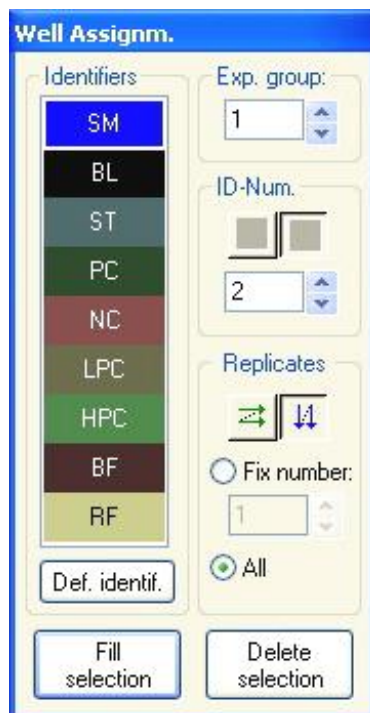 Well Assignm.
Identifiers
SM
BL
ST
PC
NC
LPC
HPC
BF
RF
Def. identif.
Exp. group:
1
ID-Num.
2
Replicates
Fix number:
1
All
Fill
selection
Delete
selection